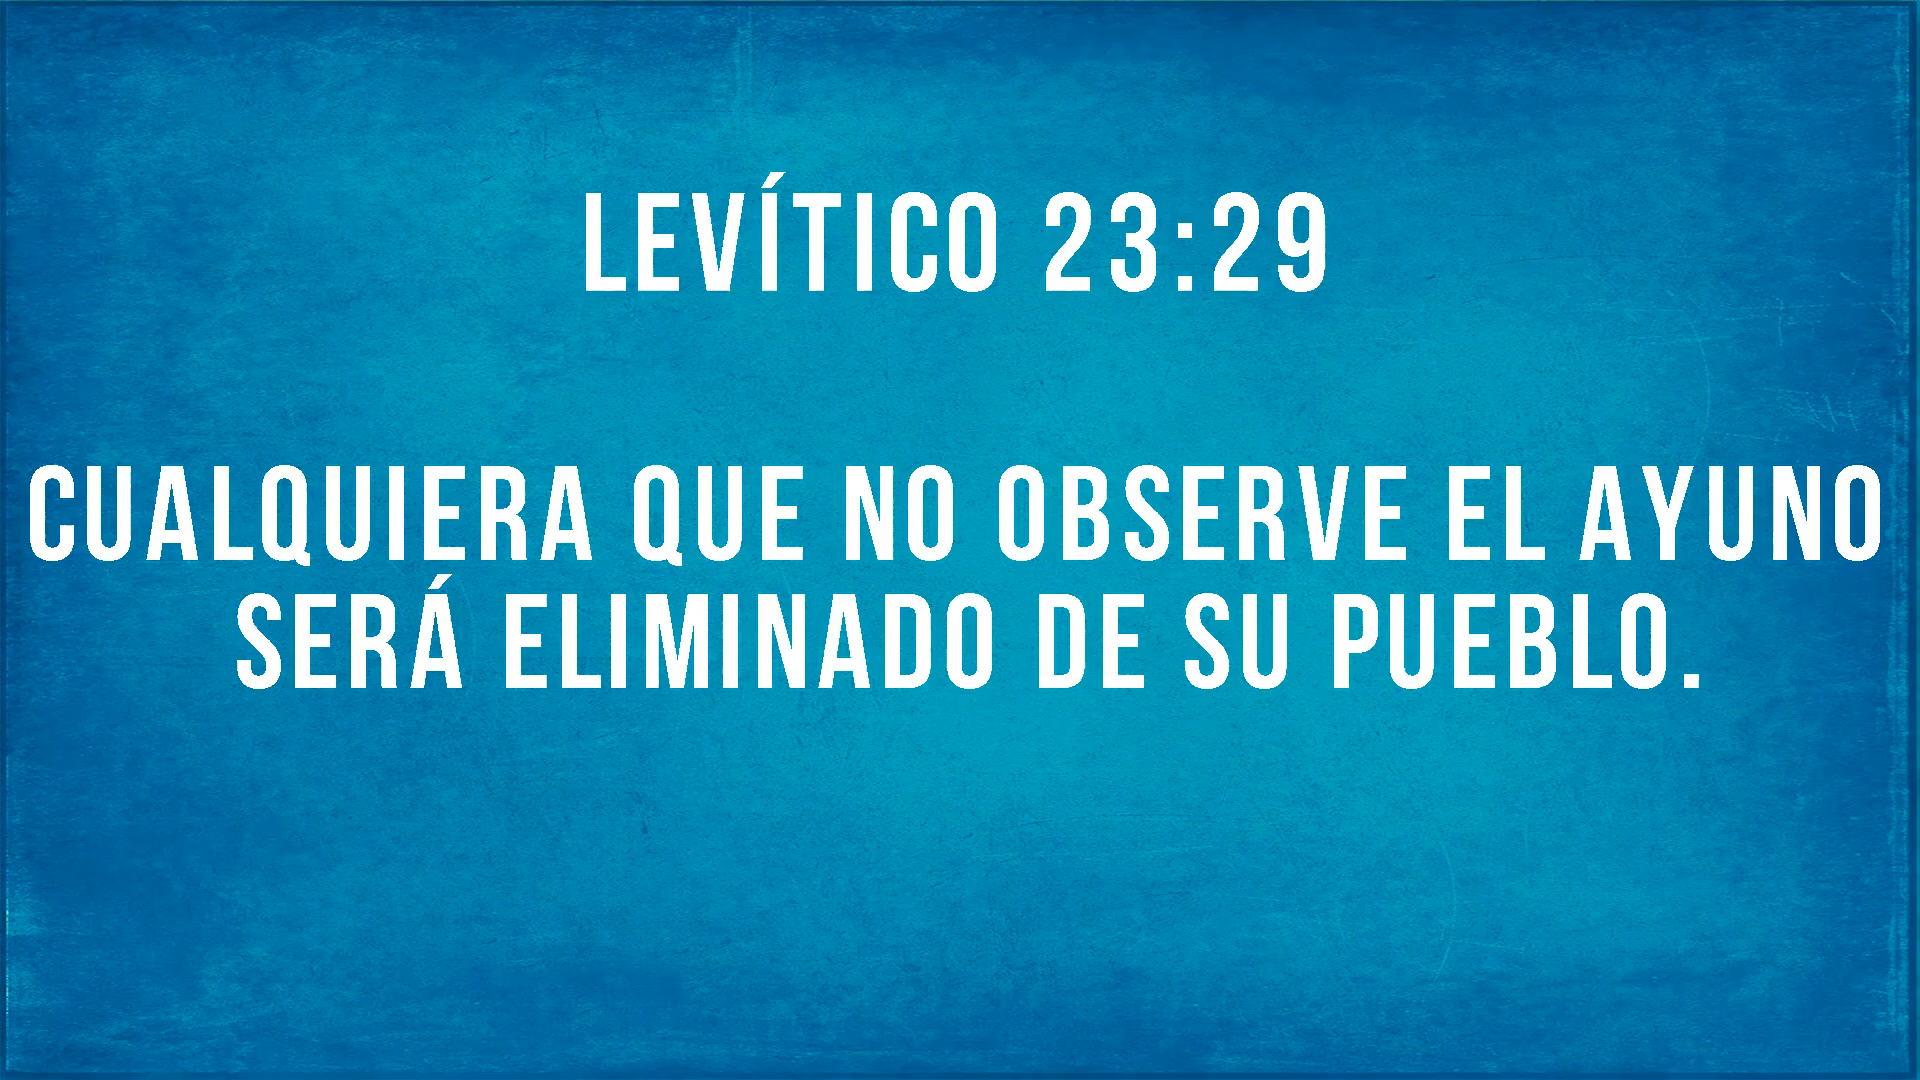 LEVÍTICO 23:29
CUALQUIERA QUE NO OBSERVE EL AYUNO
SERÁ ELIMINADO DE SU PUEBLO.